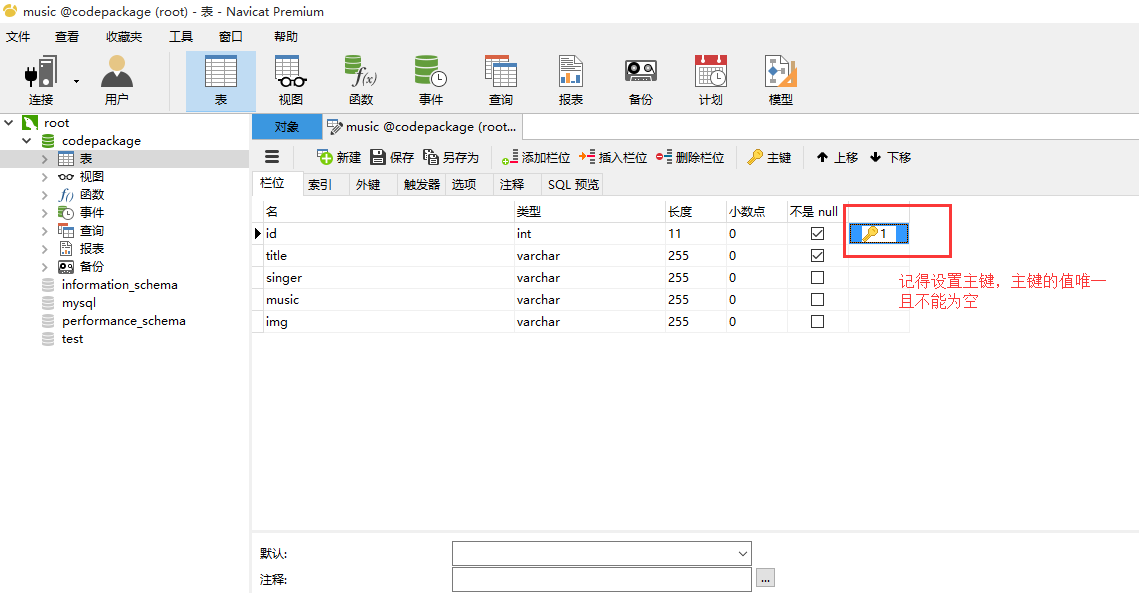 music @codepackage (root) - 表 - Navicat Premium
文件 查看 收藏夹 工具 窗口 帮助
连接 用户 表 视图 函数 事件 查询 报表 备份 计划 模型
root
codepackage
表
视图
函数
事件
查询
报表
备份
information_schema
mysql
performance_schema
test
对象 music @codepackage (root...
新建 保存 另存为 添加栏位 插入栏位 删除栏位 主键 上移 下移
栏位 索引 外键 触发器 选项 注释 SQL 预览
名 类型 长度 小数点 不是 null
id int 11 0 1
title varchar 255 0
singer varchar 255 0
music varchar 255 0
img varchar 255 0
记得设置主键，主键的值唯一
且不能为空
默认:
注释:
...